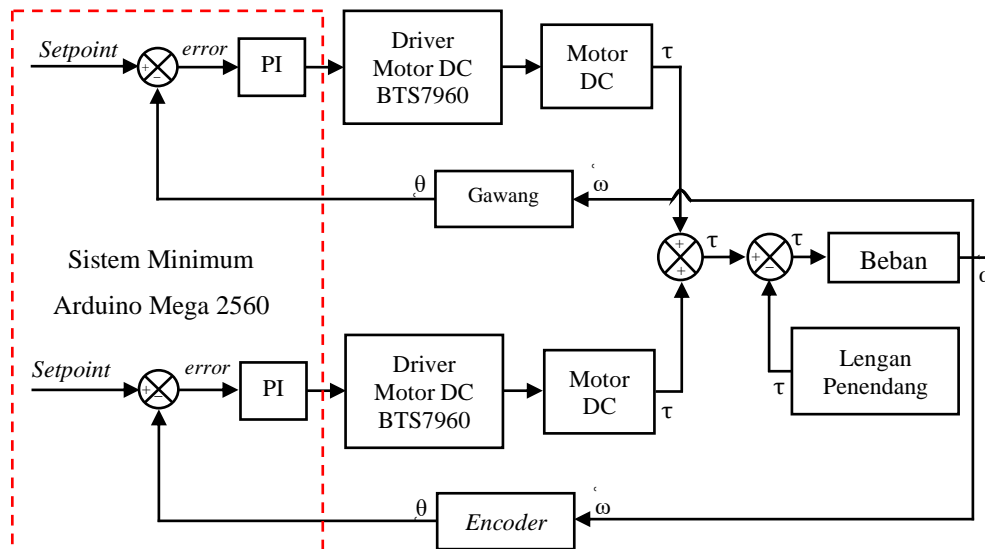 Setpoint
+
−
error
PI
Driver
Motor DC
BTS7960
Motor
DC
τ
θ
Gawang
ω
Sistem Minimum
Arduino Mega 2560
+
+
τ
+
−
τ
Beban
ω
Lengan
Penendang
τ
Setpoint
+
−
error
PI
Driver
Motor DC
BTS7960
Motor
DC
τ
θ
Encoder
ω